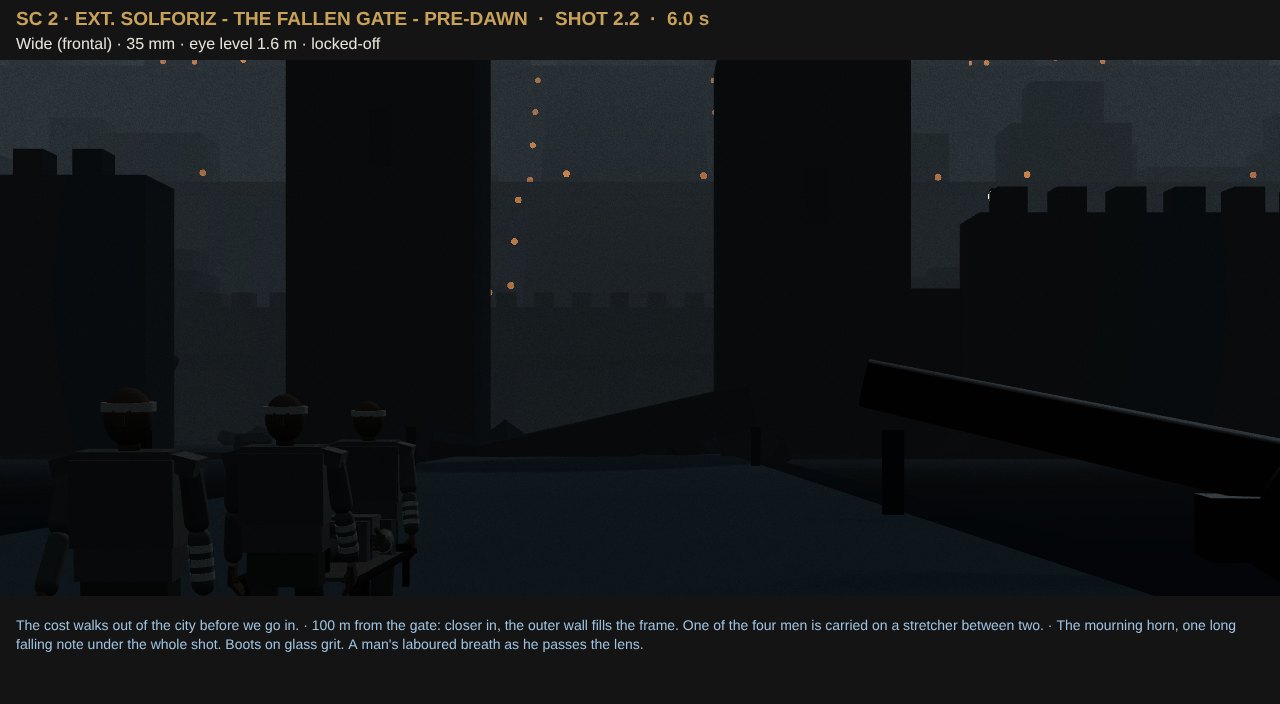 SC 2 · EXT. SOLFORIZ - THE FALLEN GATE - PRE-DAWN · SHOT 2.2 · 6.0 s
Wide (frontal) · 35 mm · eye level 1.6 m · locked-off
The cost walks out of the city before we go in. · 100 m from the gate: closer in, the outer wall fills the frame. One of the four men is carried on a stretcher between two. · The mourning horn, one long
falling note under the whole shot. Boots on glass grit. A man's laboured breath as he passes the lens.